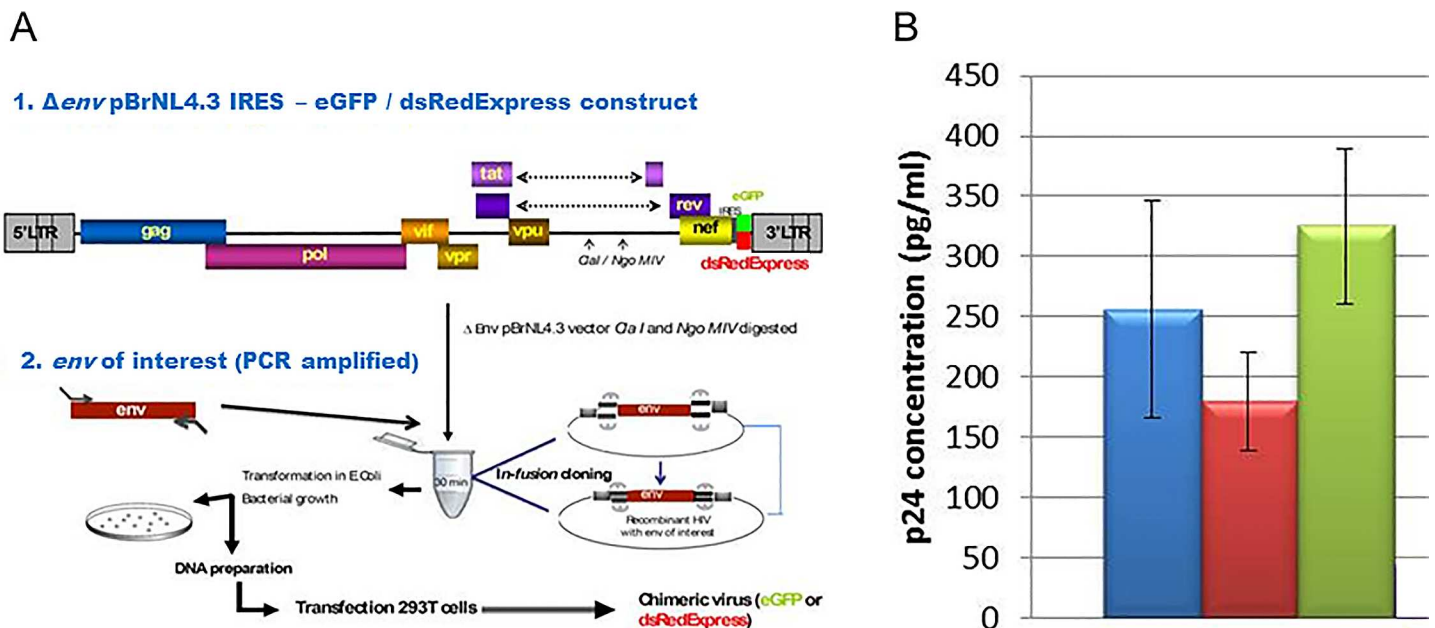 A
1. Δenv pBrNL4.3 IRES – eGFP / dsRedExpress construct
tat
rev
eGFP
IRES
5'LTR
gag
vif
vpu
nef
3'LTR
pol
vpr
ClaI / Ngo MIV
dsRedExpress
Δ Env pBrNL4.3 vector Cla I and Ngo MIV digested
2. env of interest (PCR amplified)
env
env
Transformation in E Coli
Bacterial growth
30 min
In-fusion cloning
env
Recombinant HIV
with env of interest
DNA preparation
Transfection 293T cells
Chimeric virus (eGFP or
dsRedExpress)
B
p24 concentration (pg/ml)
450
400
350
300
250
200
150
100
50
0